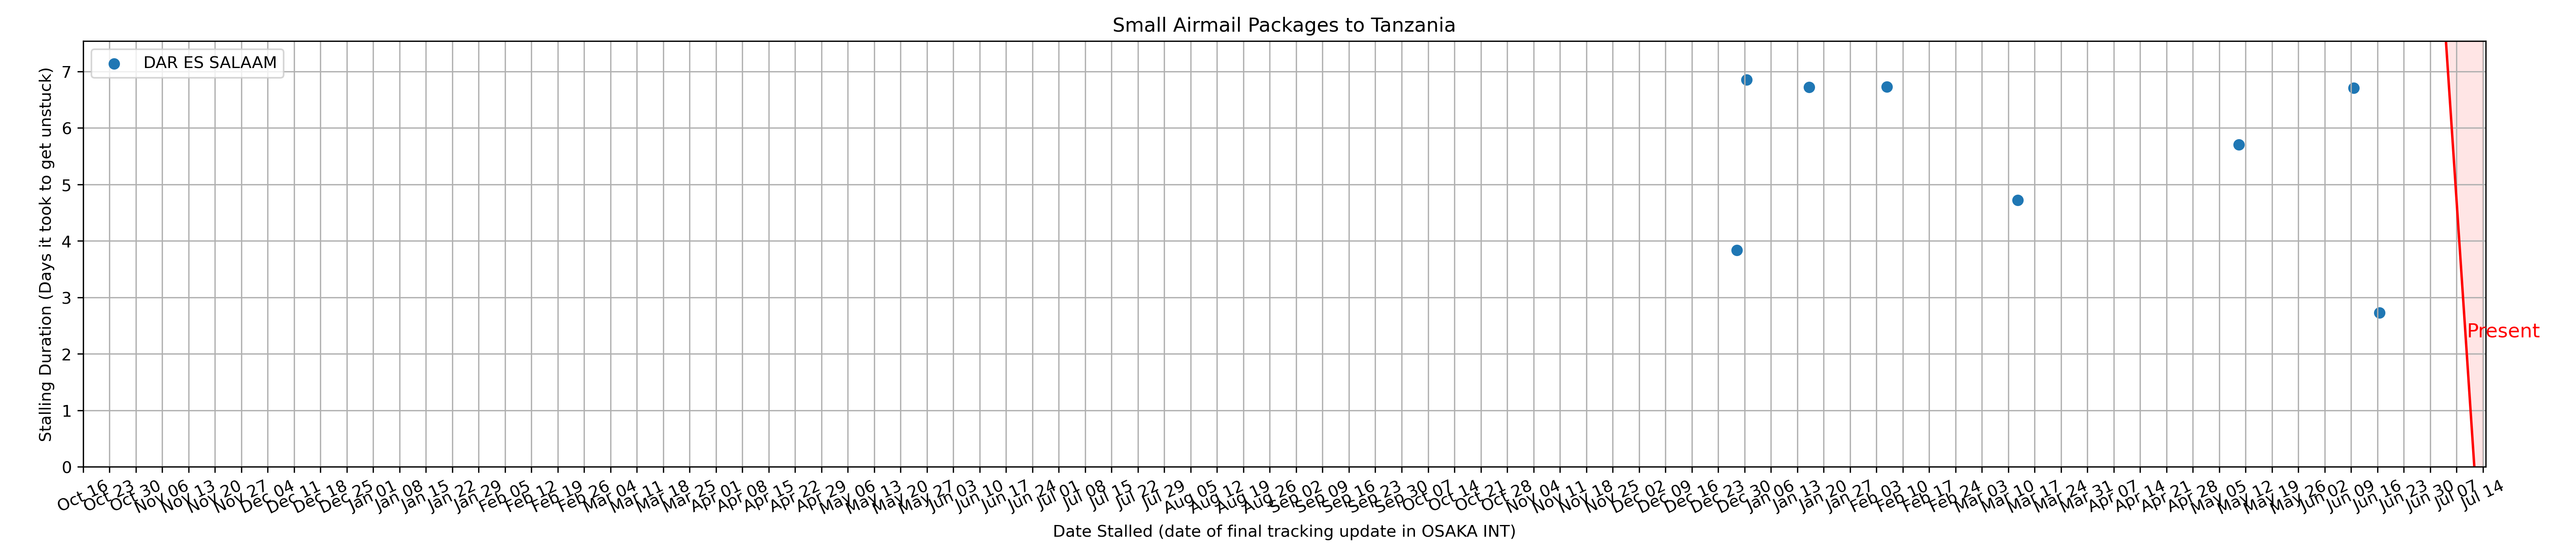 Small Airmail Packages to Tanzania
DAR ES SALAAM
Stalling Duration (Days it took to get unstuck)
7
6
5
4
3
2
1
0
Present
Oct 16 Oct 23 Oct 30 Nov 06 Nov 13 Nov 20 Nov 27 Dec 04 Dec 11 Dec 18 Dec 25 Jan 01 Jan 08 Jan 15 Jan 22 Jan 29 Feb 05 Feb 12 Feb 19 Feb 26 Mar 04 Mar 11 Mar 18 Mar 25 Apr 01 Apr 08 Apr 15 Apr 22 Apr 29 May 06 May 13 May 20 May 27 Jun 03 Jun 10 Jun 17 Jun 24 Jul 01 Jul 08 Jul 15 Jul 22 Jul 29 Aug 05 Aug 12 Aug 19 Aug 26 Sep 02 Sep 09 Sep 16 Sep 23 Sep 30 Oct 07 Oct 14 Oct 21 Oct 28 Nov 04 Nov 11 Nov 18 Nov 25 Dec 02 Dec 09 Dec 16 Dec 23 Dec 30 Jan 06 Jan 13 Jan 20 Jan 27 Feb 03 Feb 10 Feb 17 Feb 24 Mar 03 Mar 10 Mar 17 Mar 24 Mar 31 Apr 07 Apr 14 Apr 21 Apr 28 May 05 May 12 May 19 May 26 Jun 02 Jun 09 Jun 16 Jun 23 Jun 30 Jul 07 Jul 14
Date Stalled (date of final tracking update in OSAKA INT)